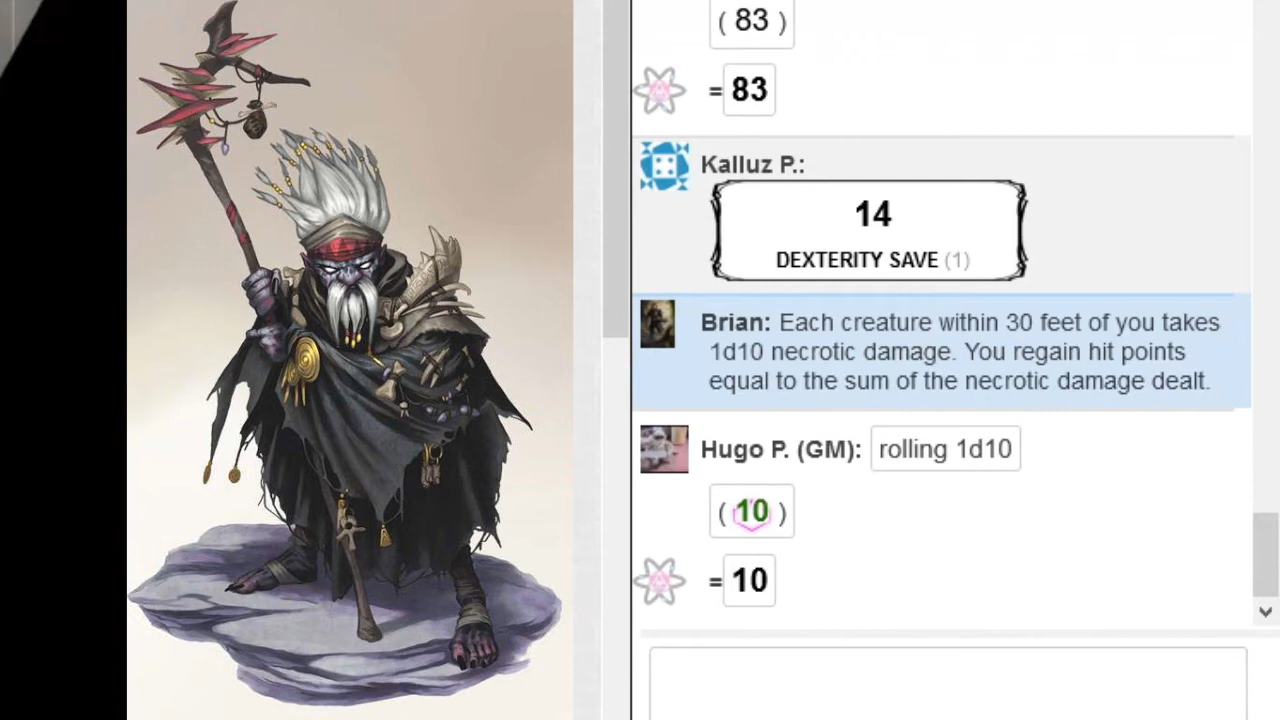 ( 83 )
= 83
Kalluz P.:
14
DEXTERITY SAVE (1)
Brian: Each creature within 30 feet of you takes
1d10 necrotic damage. You regain hit points
equal to the sum of the necrotic damage dealt.
Hugo P. (GM): rolling 1d10
( 10 )
= 10